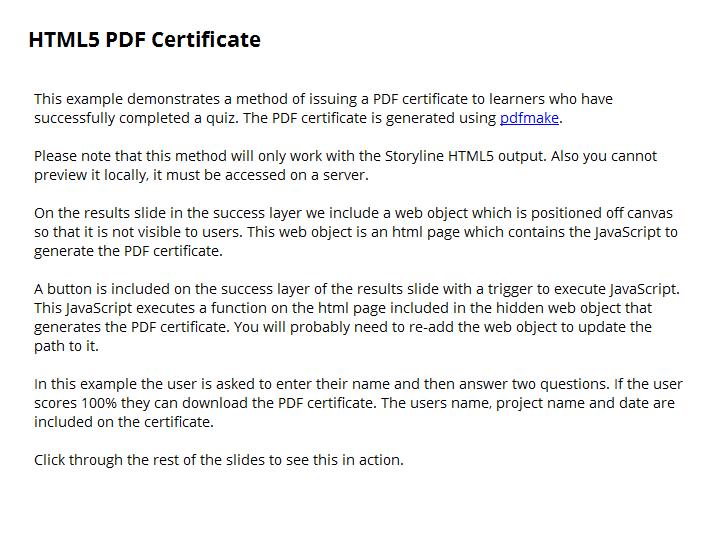 HTML5 PDF Certificate
This example demonstrates a method of issuing a PDF certificate to learners who have
successfully completed a quiz. The PDF certificate is generated using pdfmake.
Please note that this method will only work with the Storyline HTML5 output. Also you cannot
preview it locally, it must be accessed on a server.
On the results slide in the success layer we include a web object which is positioned off canvas
so that it is not visible to users. This web object is an html page which contains the JavaScript to
generate the PDF certificate.
A button is included on the success layer of the results slide with a trigger to execute JavaScript.
This JavaScript executes a function on the html page included in the hidden web object that
generates the PDF certificate. You will probably need to re-add the web object to update the
path to it.
In this example the user is asked to enter their name and then answer two questions. If the user
scores 100% they can download the PDF certificate. The users name, project name and date are
included on the certificate.
Click through the rest of the slides to see this in action.